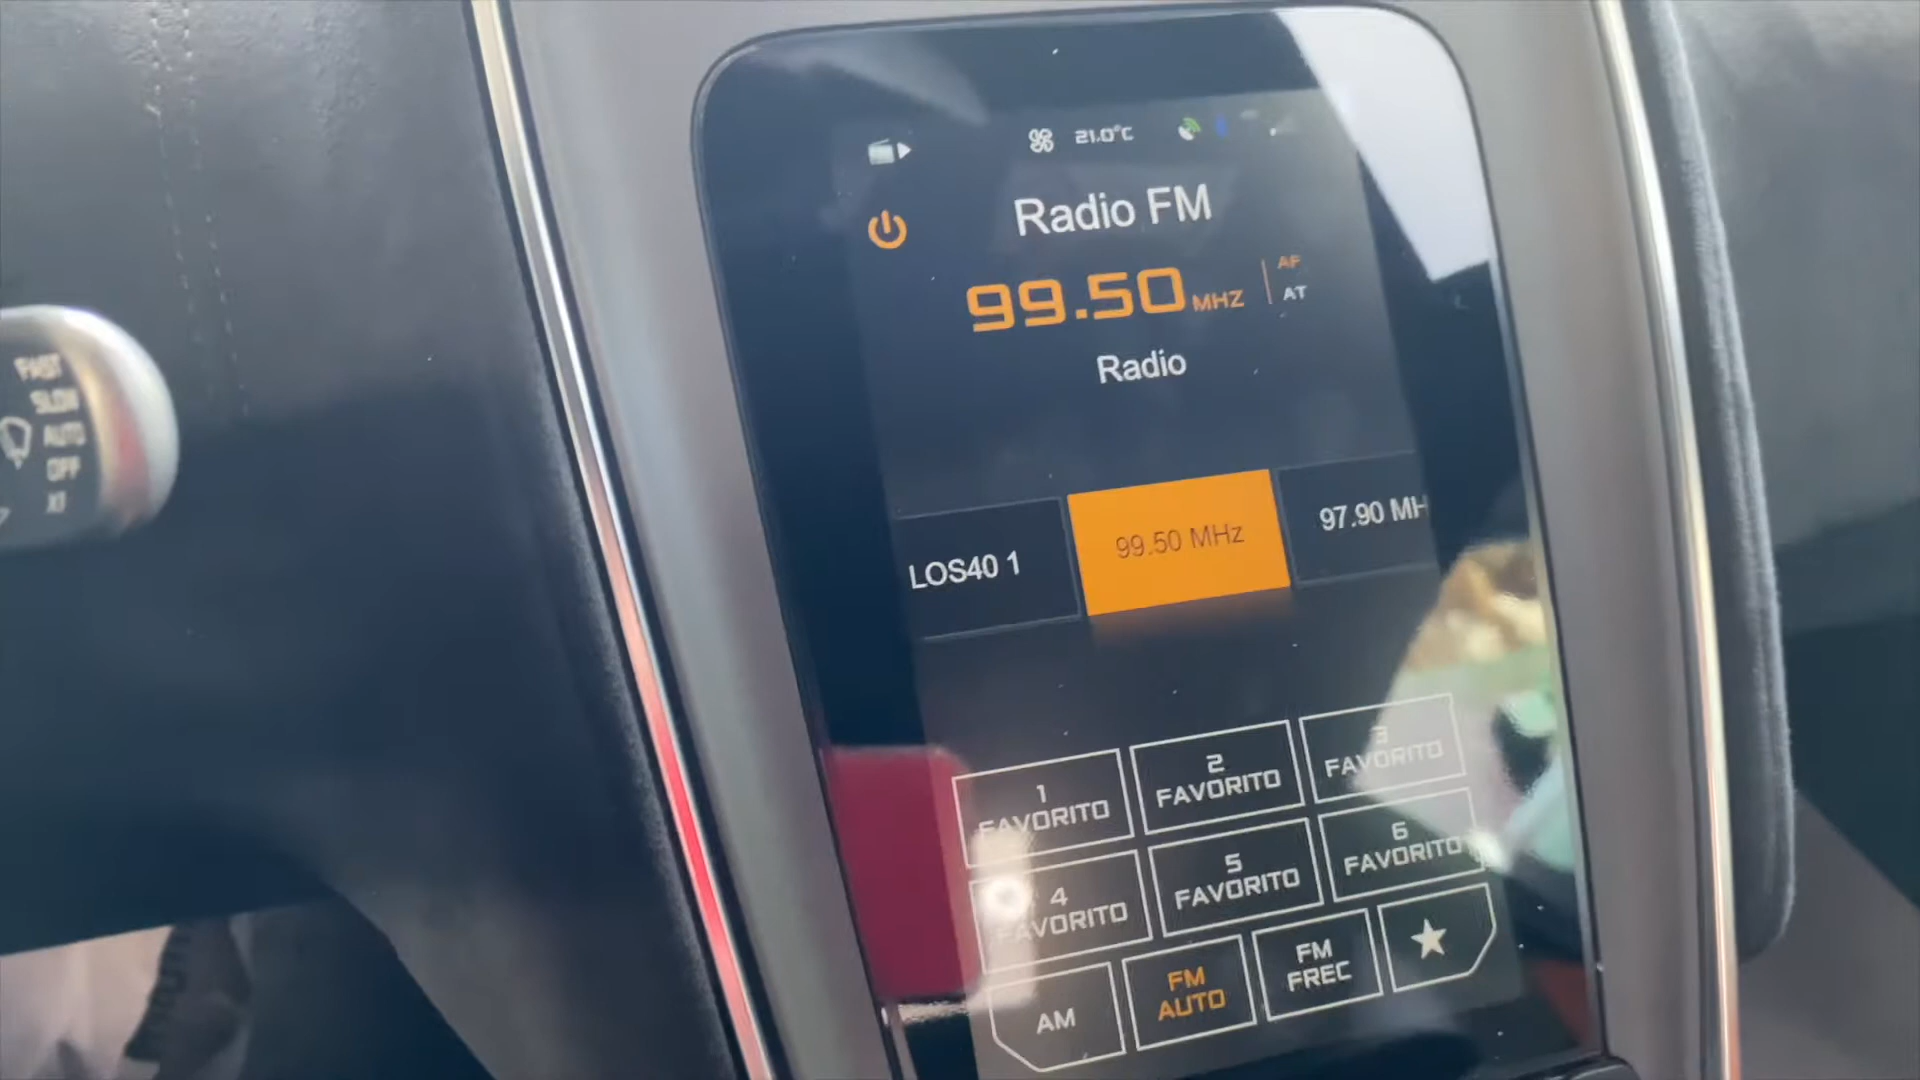 FAST
SLOW
AUTO
OFF
X1
21.0°C
Radio FM
99.50 MHZ
AF
AT
Radio
LOS40 1
99.50 MHz
97.90 MH
1
FAVORITO
2
FAVORITO
3
FAVORITO
4
FAVORITO
5
FAVORITO
6
FAVORITO
AM
FM
AUTO
FM
FREC